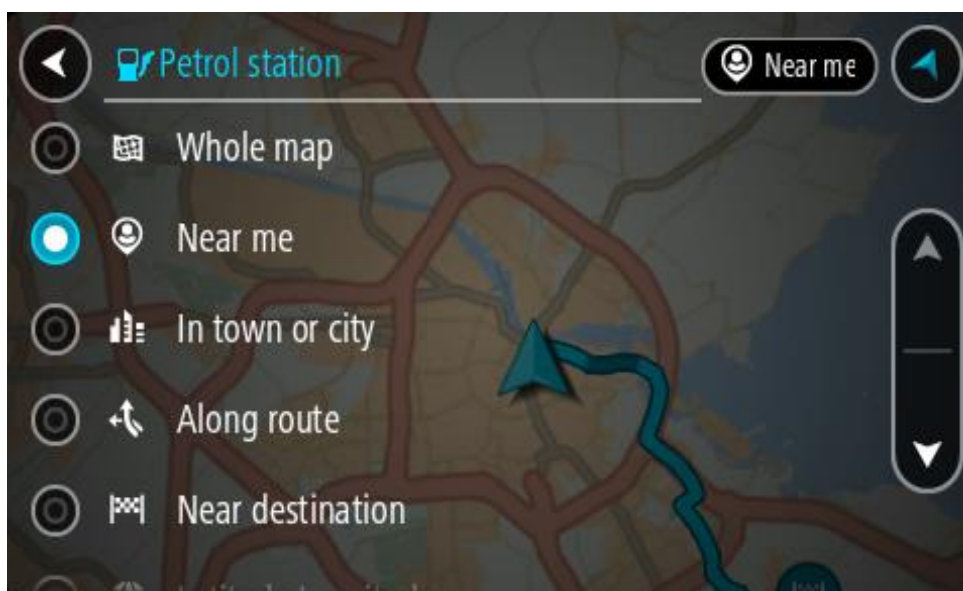 Petrol station
Near me
Whole map
Near me
In town or city
Along route
Near destination